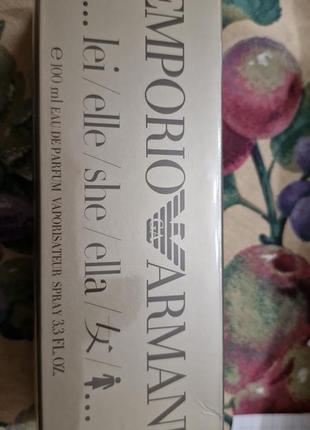 EMPORIO ARMANI
... lei/elle/she/ella/女/ ...
℮ 100 ml EAU DE PARFUM VAPORISATEUR SPRAY 3.3 FL. OZ.